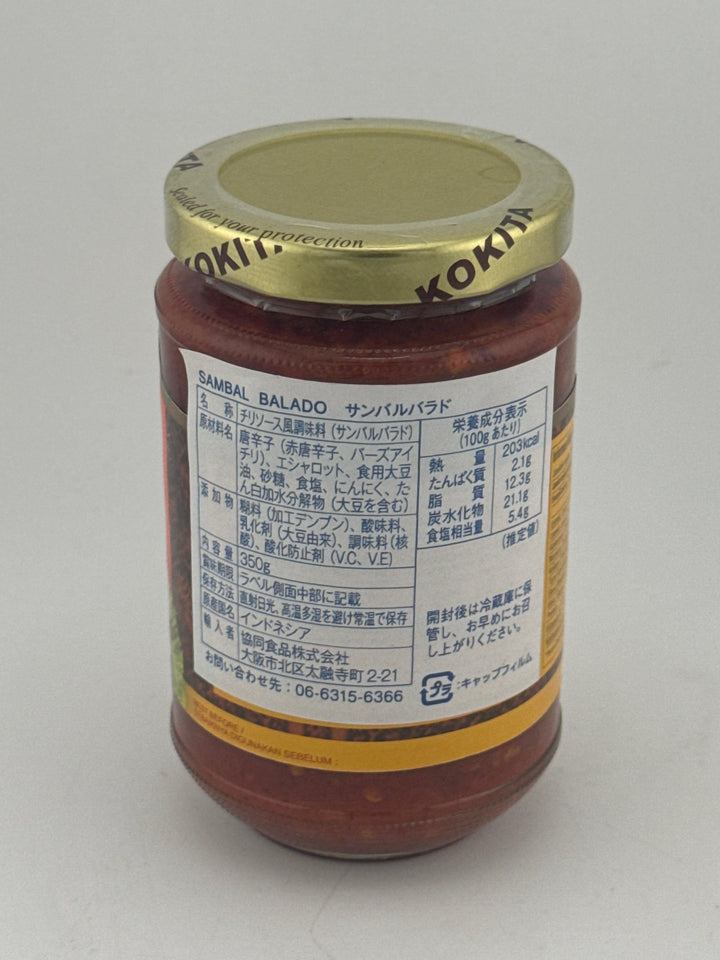 KOKITA
sealed for your protection
KOKITA
SAMBAL BALADO サンバルバラド
名称 チリソース風調味料 (サンバルバラド)
原材料名 唐辛子 (赤唐辛子、バーズアイ
チリ)、エシャロット、食用大豆
油、砂糖、食塩、にんにく、た
ん白加水分解物 (大豆を含む)
添加物 糊料 (加工デンプン)、酸味料、
乳化剤 (大豆由来)、調味料 (核
酸)、酸化防止剤 (V.C、V.E)
内容量 350g
賞味期限 ラベル側面中部に記載
保存方法 直射日光、高温多湿を避け常温で保存
原産国名 インドネシア
輸入者 協同食品株式会社
大阪市北区太融寺町 2-21
お問い合わせ先：06-6315-6366
栄養成分表示
(100gあたり)
熱量 203kcal
たんぱく質 2.1g
脂質 12.3g
炭水化物 21.1g
食塩相当量 5.4g
(推定値)
開封後は冷蔵庫に保
管し、お早めにお召
し上がりください。
プラ :キャップフィルム
BEST BEFORE /
DIGUNAKAN SEBELUM :